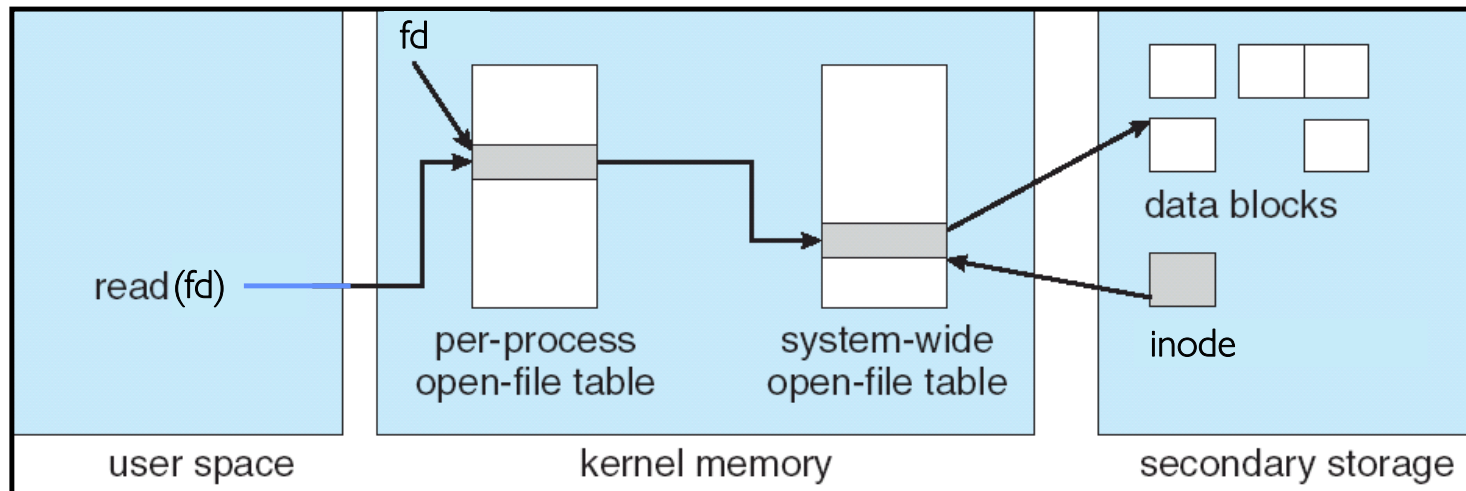 fd
data blocks
read(fd)
per-process
open-file table
system-wide
open-file table
inode
user space
kernel memory
secondary storage